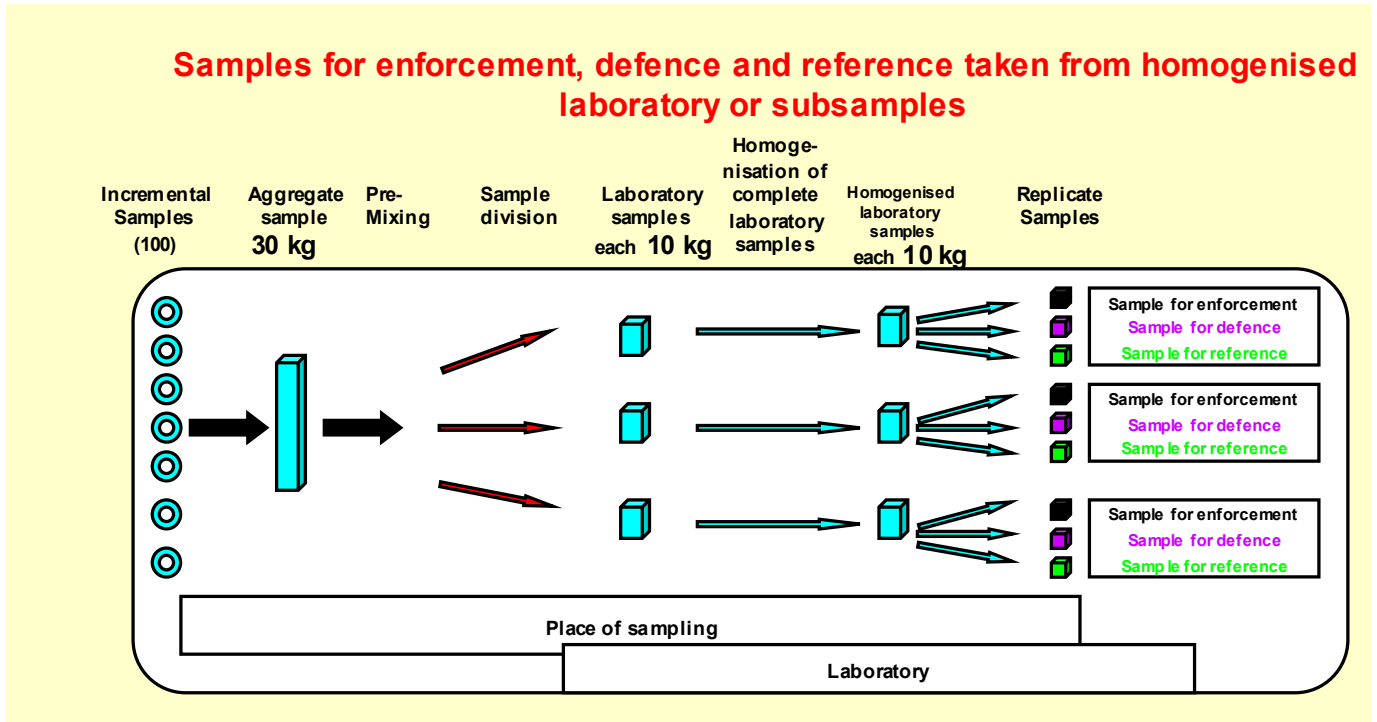 Samples for enforcement, defence and reference taken from homogenised
laboratory or subsamples
Incremental
Samples
(100)
Aggregate
sample
30 kg
Pre-
Mixing
Sample
division
Laboratory
samples
each 10 kg
Homoge-
nisation of
complete
laboratory
samples
Homogenised
laboratory
samples
each 10 kg
Replicate
Samples
Sample for enforcement
Sample for defence
Sample for reference
Sample for enforcement
Sample for defence
Sample for reference
Sample for enforcement
Sample for defence
Sample for reference
Place of sampling
Laboratory